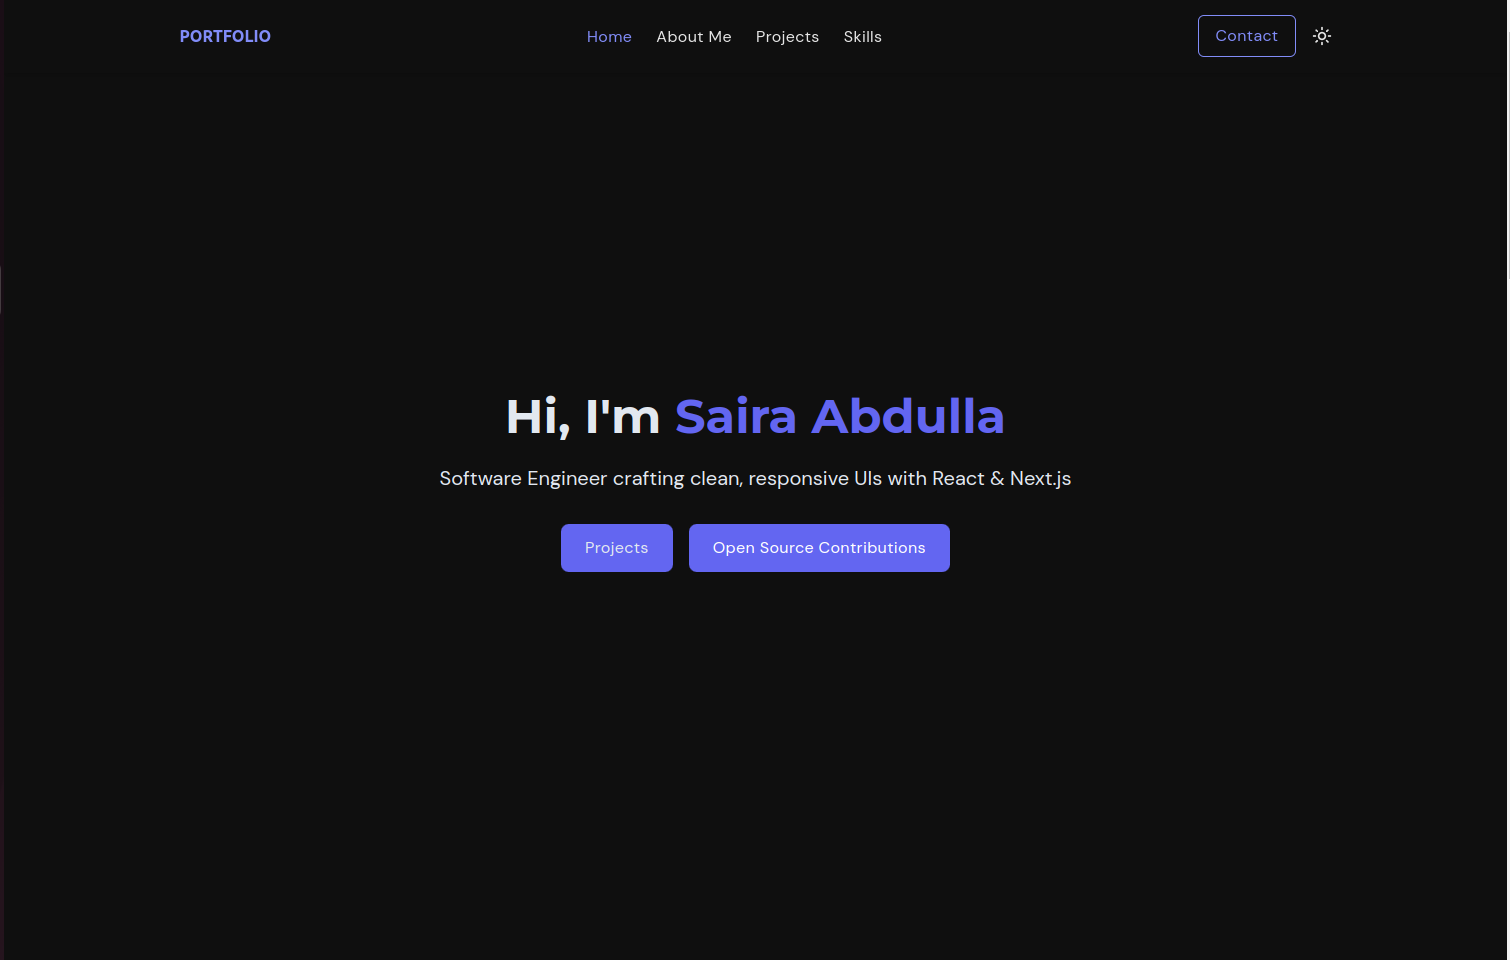 PORTFOLIO Home About Me Projects Skills Contact
Hi, I'm Saira Abdulla
Software Engineer crafting clean, responsive UIs with React & Next.js
Projects Open Source Contributions